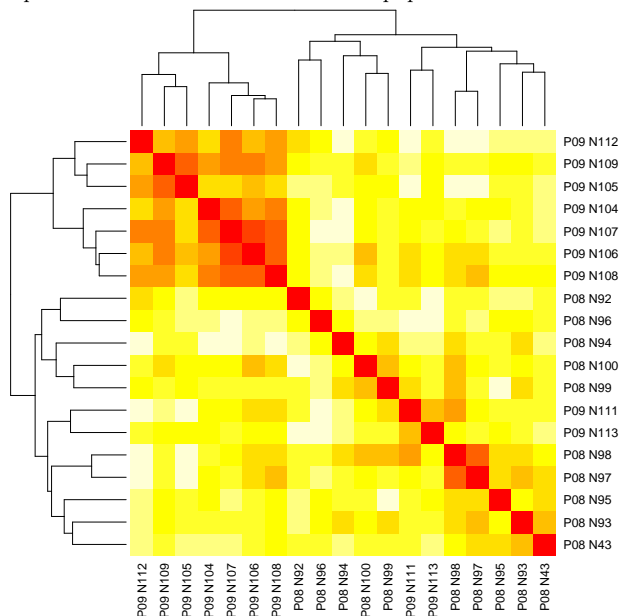 P09 N112
P09 N109
P09 N105
P09 N104
P09 N107
P09 N106
P09 N108
P08 N92
P08 N96
P08 N94
P08 N100
P08 N99
P09 N111
P09 N113
P08 N98
P08 N97
P08 N95
P08 N93
P08 N43
P09 N112
P09 N109
P09 N105
P09 N104
P09 N107
P09 N106
P09 N108
P08 N92
P08 N96
P08 N94
P08 N100
P08 N99
P09 N111
P09 N113
P08 N98
P08 N97
P08 N95
P08 N93
P08 N43